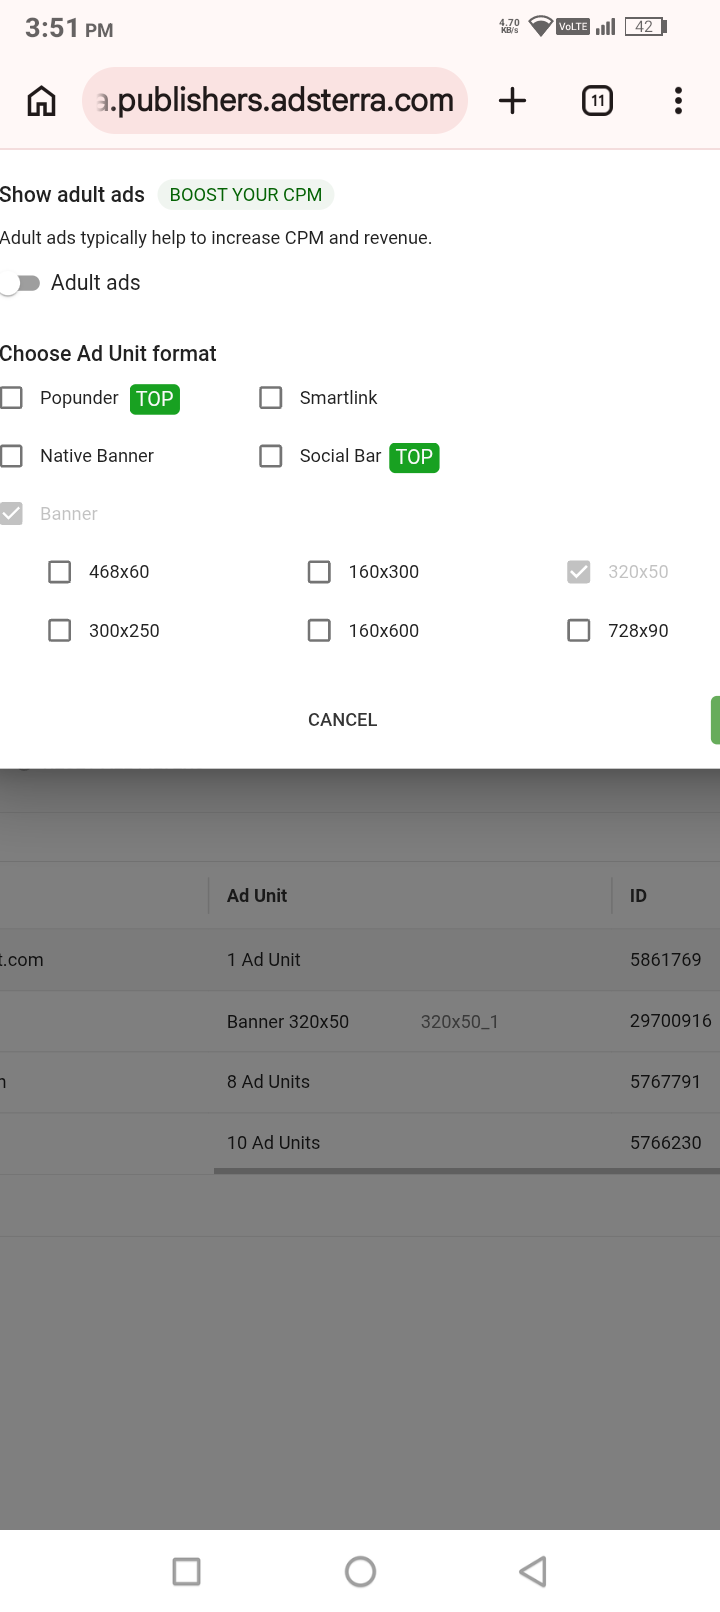 3:51 PM 4.70 KB/s VoLTE 42
.publishers.adsterra.com 11
Show adult ads BOOST YOUR CPM
Adult ads typically help to increase CPM and revenue.
Adult ads
Choose Ad Unit format
Popunder TOP Smartlink
Native Banner Social Bar TOP
Banner
468x60 160x300 320x50
300x250 160x600 728x90
CANCEL
Ad Unit ID
t.com 1 Ad Unit 5861769
Banner 320x50 320x50_1 29700916
8 Ad Units 5767791
10 Ad Units 5766230